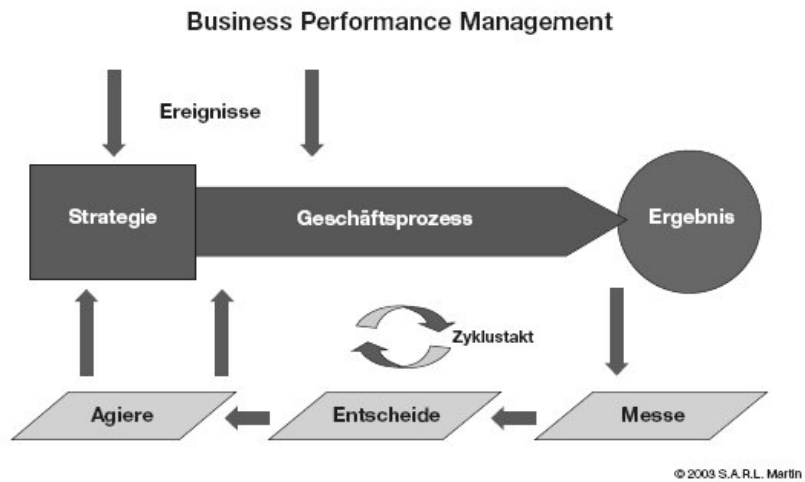 Business Performance Management
Ereignisse
Strategie
Geschäftsprozess
Ergebnis
Zyklustakt
Agiere
Entscheide
Messe
© 2003 S.A.R.L. Martin